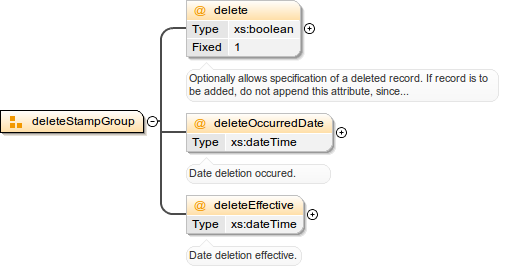 @ delete
Type xs:boolean
Fixed 1
Optionally allows specification of a deleted record. If record is to
be added, do not append this attribute, since...
deleteStampGroup
@ deleteOccurredDate
Type xs:dateTime
Date deletion occured.
@ deleteEffective
Type xs:dateTime
Date deletion effective.